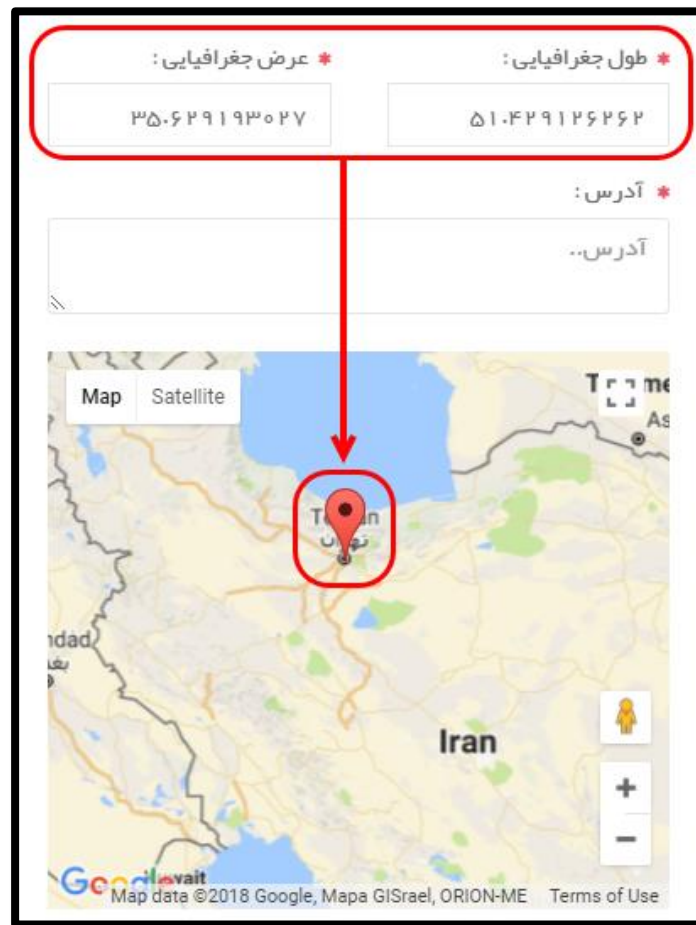 * طول جغرافیایی :
* عرض جغرافیایی :
۵۱.۴۲۹۱۲۶۲۶۲
۳۵.۶۲۹۱۹۳۰۲۷
* آدرس :
آدرس..
Map Satellite
Iran
تهران
Google
Map data ©2018 Google, Mapa GISrael, ORION-ME Terms of Use